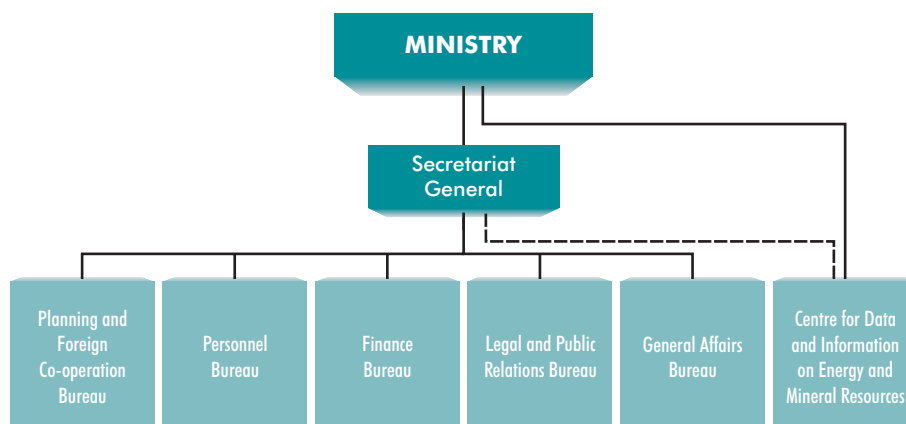 MINISTRY
Secretariat
General
Planning and
Foreign
Co-operation
Bureau
Personnel
Bureau
Finance
Bureau
Legal and Public
Relations Bureau
General Affairs
Bureau
Centre for Data
and Information
on Energy and
Mineral Resources